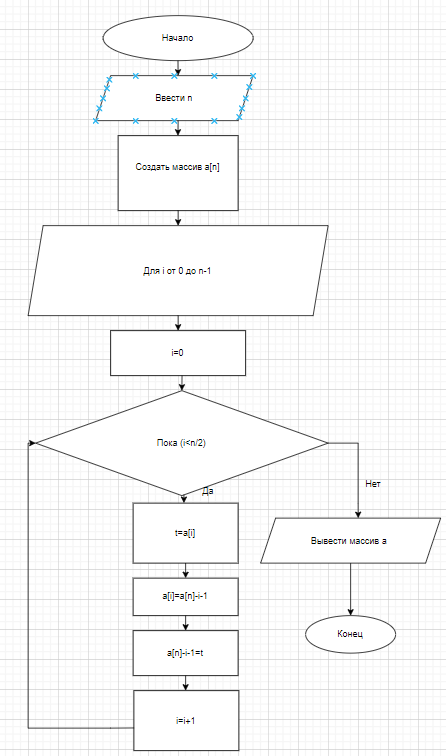 Начало
Ввести n
Создать массив a[n]
Для i от 0 до n-1
i=0
Пока (i<n/2)
Да
Нет
t=a[i]
Вывести массив a
a[i]=a[n]-i-1
Конец
a[n]-i-1=t
i=i+1